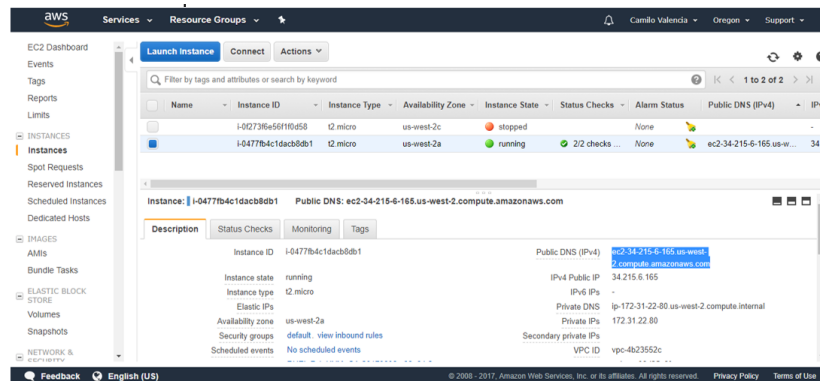 aws Services Resource Groups Camilo Valencia Oregon Support
EC2 Dashboard
Events
Tags
Reports
Limits
INSTANCES
Instances
Spot Requests
Reserved Instances
Scheduled Instances
Dedicated Hosts
IMAGES
AMIs
Bundle Tasks
ELASTIC BLOCK
STORE
Volumes
Snapshots
NETWORK &
SECURITY
Launch Instance Connect Actions
Filter by tags and attributes or search by keyword 1 to 2 of 2
Name Instance ID Instance Type Availability Zone Instance State Status Checks Alarm Status Public DNS (IPv4)
i-0f273f6e56f1f0d58 t2.micro us-west-2c stopped None -
i-0477fb4c1dacb8db1 t2.micro us-west-2a running 2/2 checks ... None ec2-34-215-6-165.us-w... 34
Instance: i-0477fb4c1dacb8db1 Public DNS: ec2-34-215-6-165.us-west-2.compute.amazonaws.com
Description Status Checks Monitoring Tags
Instance ID i-0477fb4c1dacb8db1
Instance state running
Instance type t2.micro
Elastic IPs
Availability zone us-west-2a
Security groups default. view inbound rules
Scheduled events No scheduled events
Public DNS (IPv4) ec2-34-215-6-165.us-west-
2.compute.amazonaws.com
IPv4 Public IP 34.215.6.165
IPv6 IPs -
Private DNS ip-172-31-22-80.us-west-2.compute.internal
Private IPs 172.31.22.80
Secondary private IPs
VPC ID vpc-4b23552c
Feedback English (US) © 2008 - 2017, Amazon Web Services, Inc. or its affiliates. All rights reserved. Privacy Policy Terms of Use